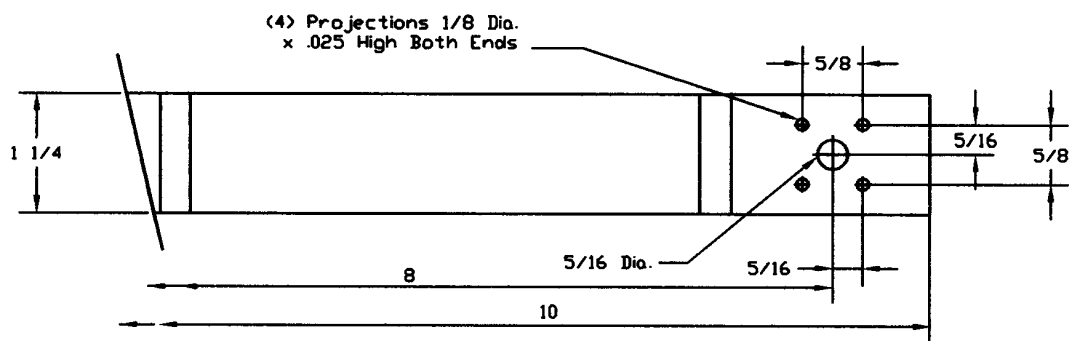 (4) Projections 1/8 Dia.
x .025 High Both Ends
5/8
1 1/4
5/16
5/8
5/16 Dia.
5/16
8
10